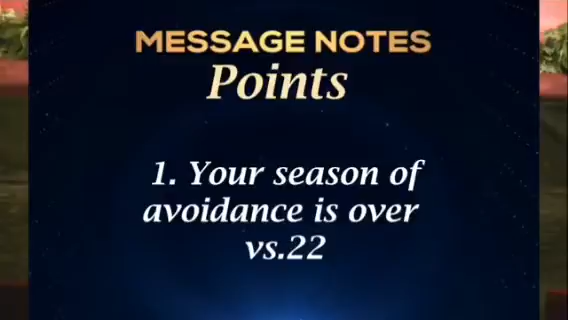 MESSAGE NOTES
Points
1. Your season of
avoidance is over
vs.22